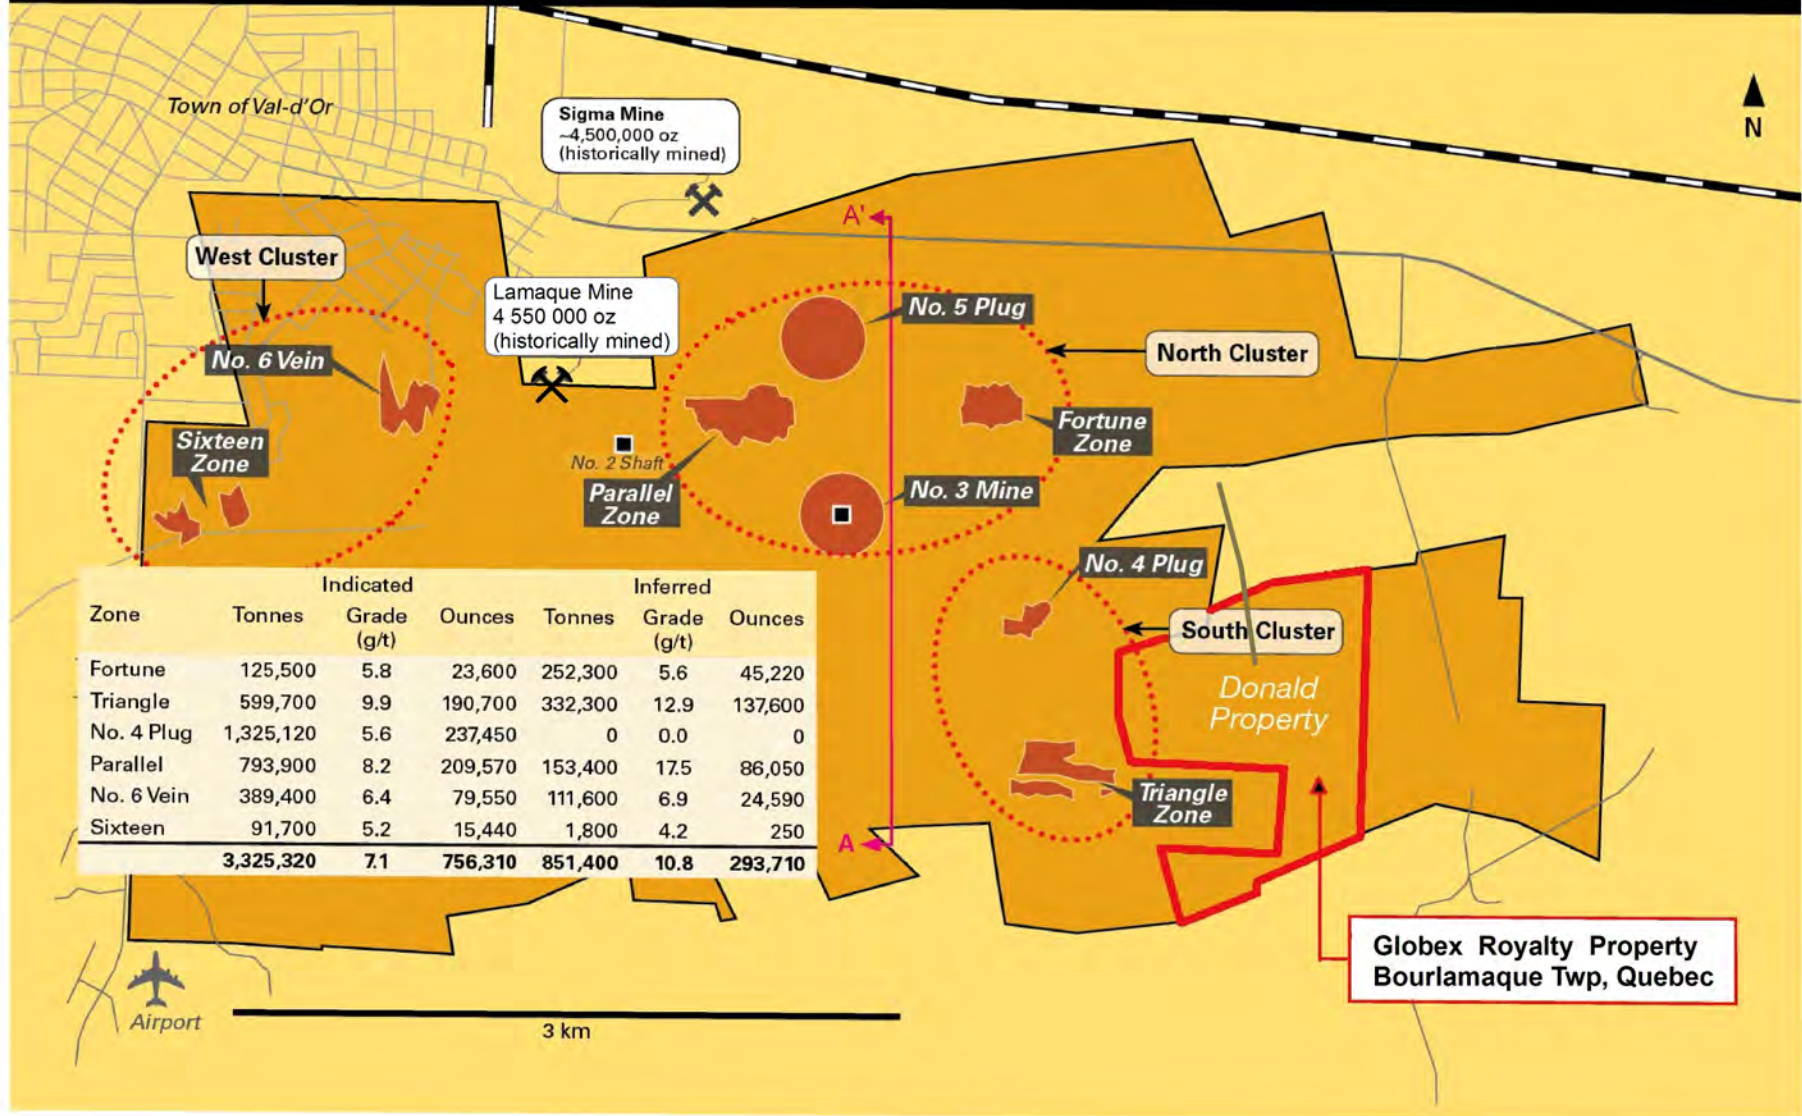 Town of Val-d'Or
Sigma Mine
~4,500,000 oz
(historically mined)
N
A'
West Cluster
Lamaque Mine
4 550 000 oz
(historically mined)
No. 5 Plug
No. 6 Vein
North Cluster
Fortune
Zone
Sixteen
Zone
No. 2 Shaft
Parallel
Zone
No. 3 Mine
No. 4 Plug
South Cluster
Donald
Property
Triangle
Zone
A
Indicated Inferred
Zone Tonnes Grade Ounces Tonnes Grade Ounces
(g/t) (g/t)
Fortune 125,500 5.8 23,600 252,300 5.6 45,220
Triangle 599,700 9.9 190,700 332,300 12.9 137,600
No. 4 Plug 1,325,120 5.6 237,450 0 0.0 0
Parallel 793,900 8.2 209,570 153,400 17.5 86,050
No. 6 Vein 389,400 6.4 79,550 111,600 6.9 24,590
Sixteen 91,700 5.2 15,440 1,800 4.2 250
3,325,320 7.1 756,310 851,400 10.8 293,710
Globex Royalty Property
Bourlamaque Twp, Quebec
Airport
3 km